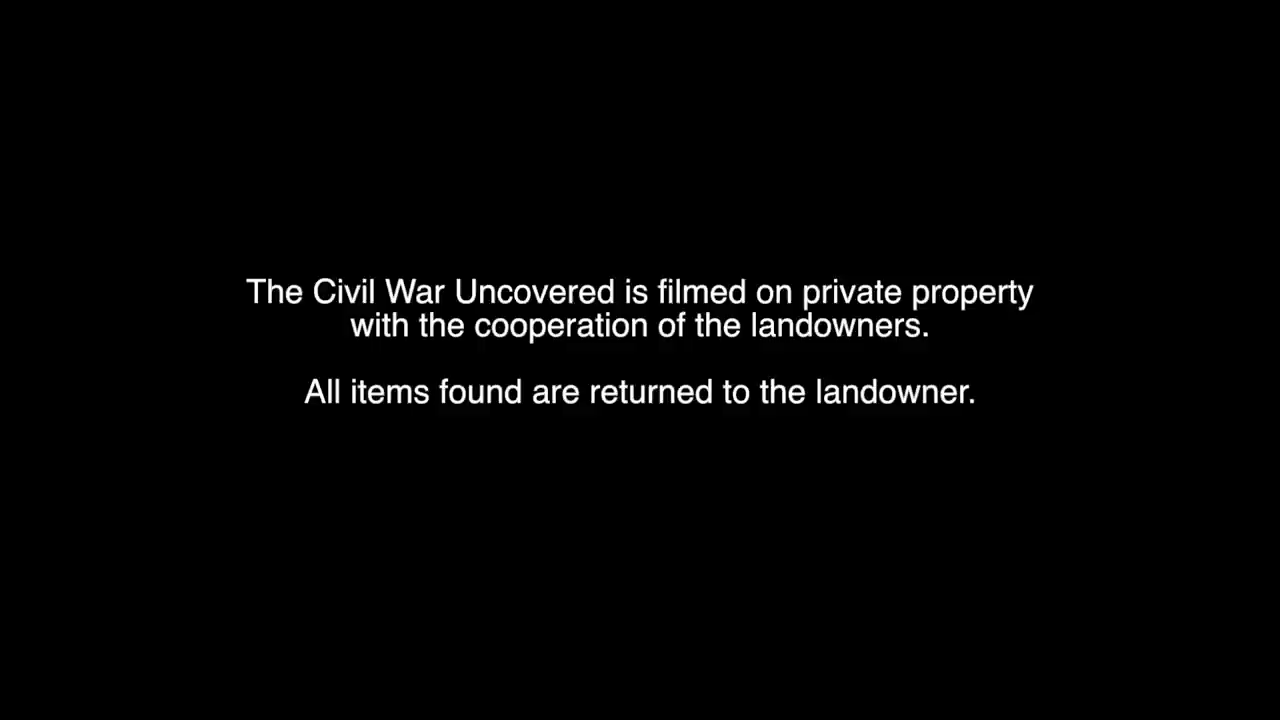 The Civil War Uncovered is filmed on private property
with the cooperation of the landowners.
All items found are returned to the landowner.